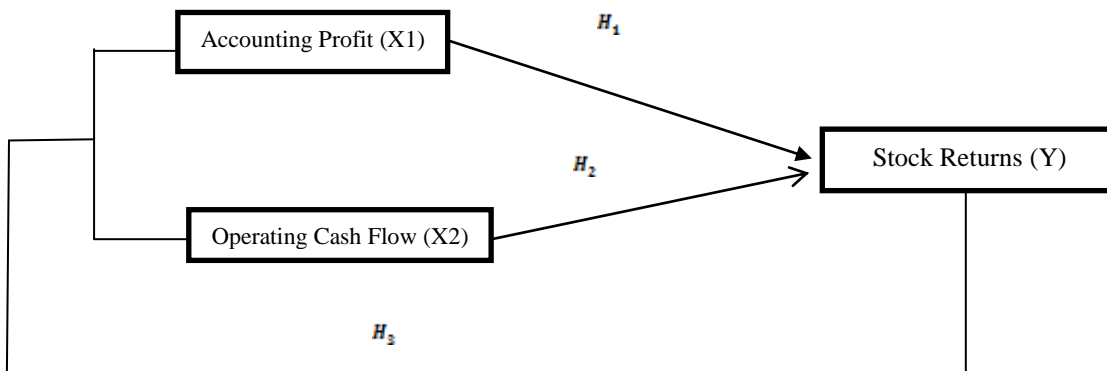 Accounting Profit (X1)
H₁
Stock Returns (Y)
H₂
Operating Cash Flow (X2)
H₃